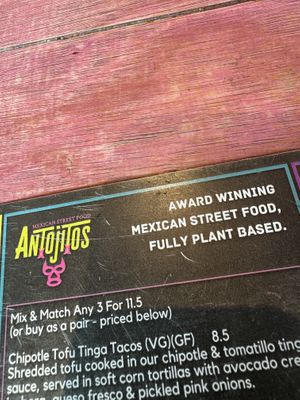 MEXICAN STREET FOOD
ANTOJITOS
AWARD WINNING
MEXICAN STREET FOOD,
FULLY PLANT BASED.
Mix & Match Any 3 For 11.5
(or buy as a pair - priced below)
Chipotle Tofu Tinga Tacos (VG)(GF) 8.5
Shredded tofu cooked in our chipotle & tomatillo ting
sauce, served in soft corn tortillas with avocado cre
queso fresco & pickled pink onions.